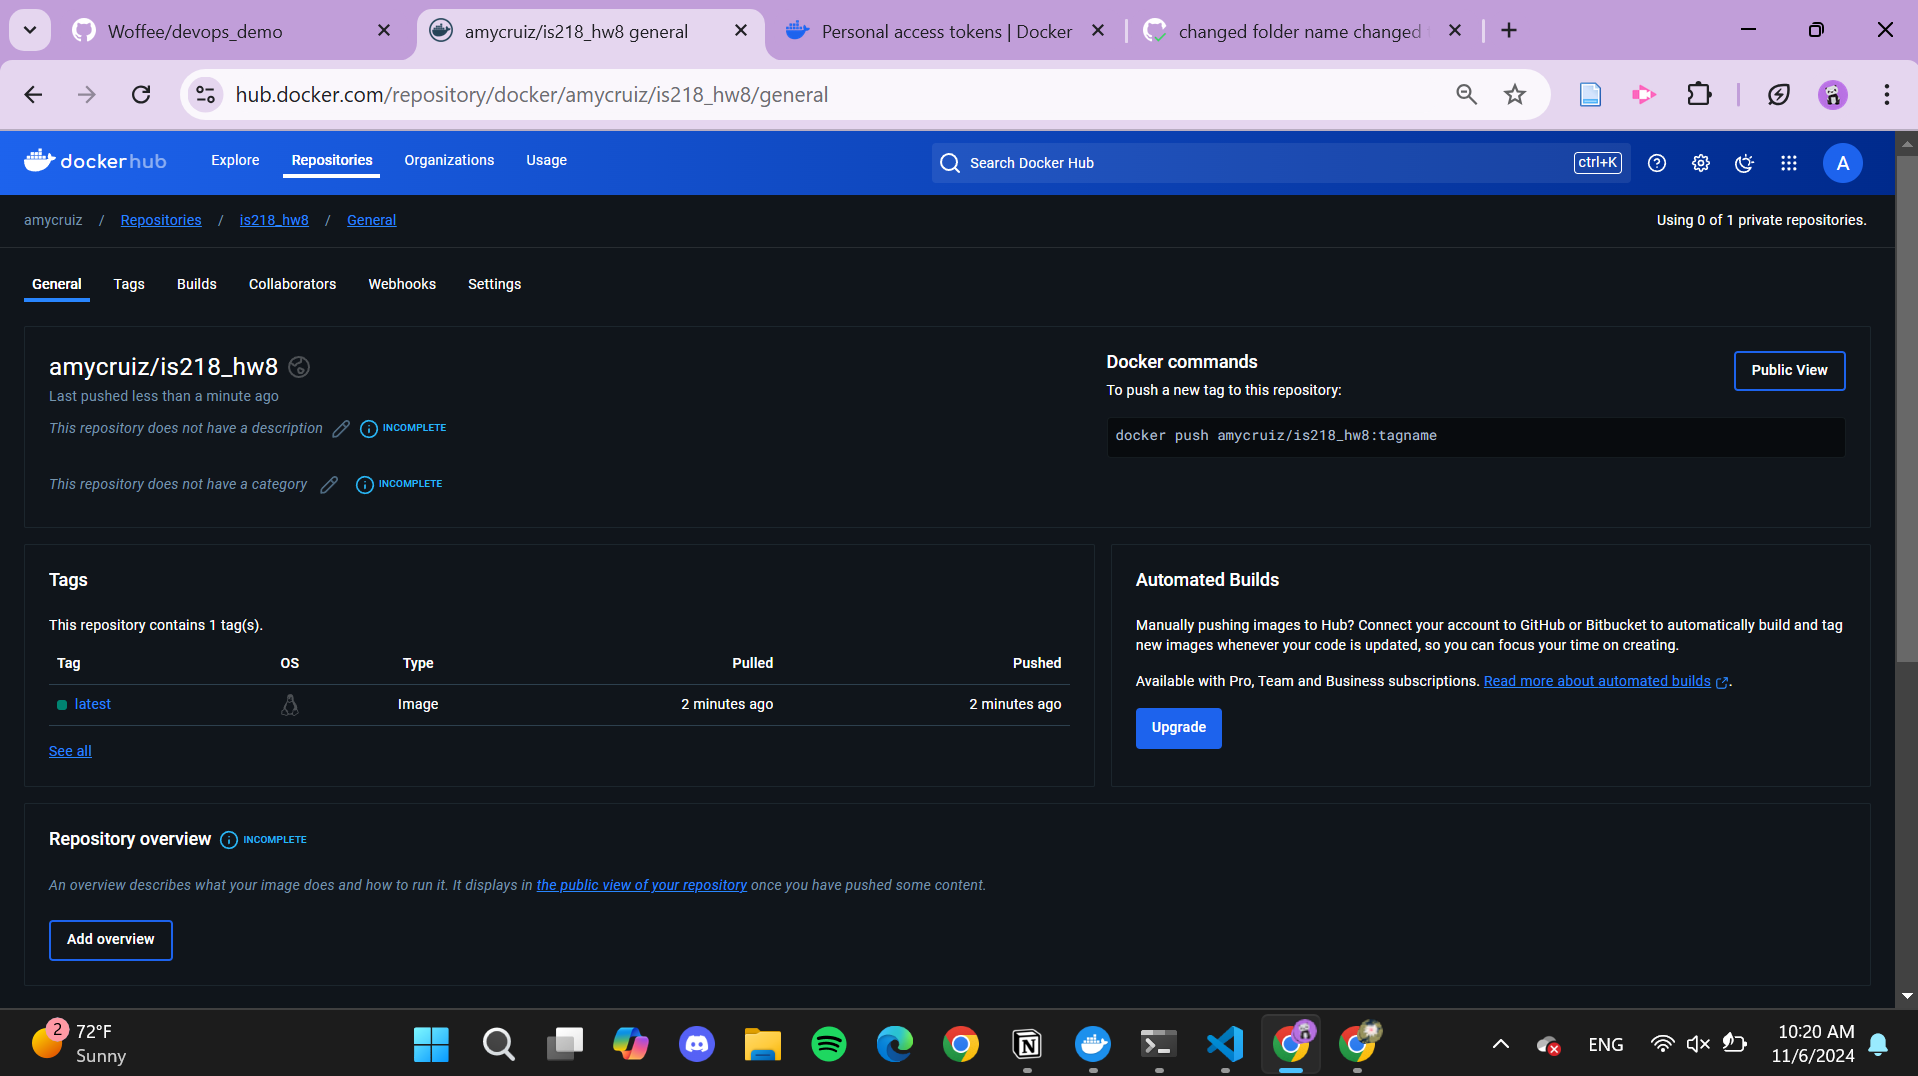 Woffee/devops_demo
amycruiz/is218_hw8 general
Personal access tokens | Docker
changed folder name changed
hub.docker.com/repository/docker/amycruiz/is218_hw8/general
dockerhub
Explore
Repositories
Organizations
Usage
Search Docker Hub
ctrl+K
A
amycruiz / Repositories / is218_hw8 / General
Using 0 of 1 private repositories.
General
Tags
Builds
Collaborators
Webhooks
Settings
amycruiz/is218_hw8
Last pushed less than a minute ago
This repository does not have a description
INCOMPLETE
This repository does not have a category
INCOMPLETE
Docker commands
To push a new tag to this repository:
Public View
docker push amycruiz/is218_hw8:tagname
Tags
This repository contains 1 tag(s).
Tag OS Type Pulled Pushed
latest Image 2 minutes ago 2 minutes ago
See all
Automated Builds
Manually pushing images to Hub? Connect your account to GitHub or Bitbucket to automatically build and tag
new images whenever your code is updated, so you can focus your time on creating.
Available with Pro, Team and Business subscriptions. Read more about automated builds .
Upgrade
Repository overview
INCOMPLETE
An overview describes what your image does and how to run it. It displays in the public view of your repository once you have pushed some content.
Add overview
2
72°F
Sunny
ENG
10:20 AM
11/6/2024